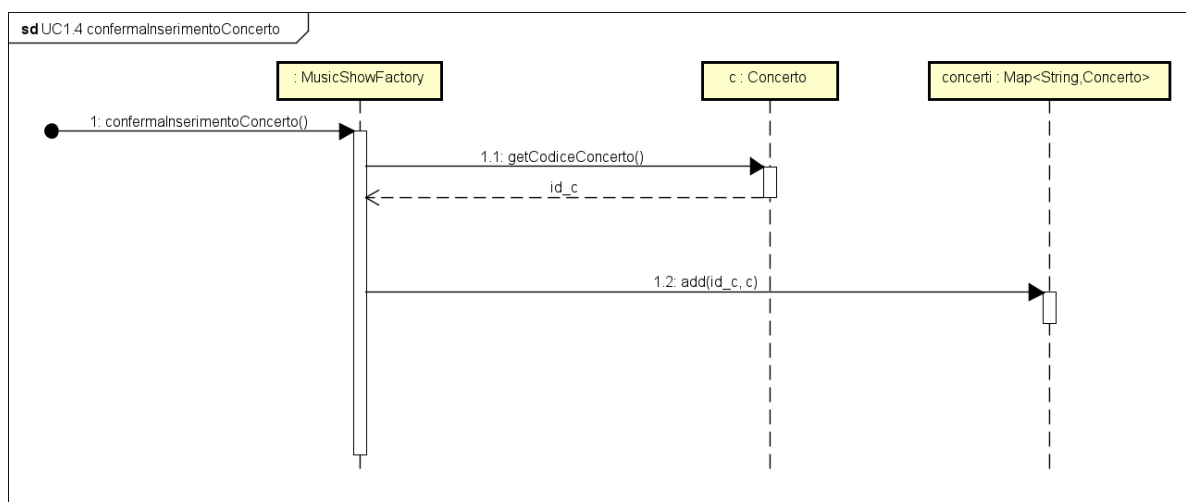 sd UC1.4 confermaInserimentoConcerto
: MusicShowFactory
c : Concerto
concerti : Map<String,Concerto>
1: confermaInserimentoConcerto()
1.1: getCodiceConcerto()
id_c
1.2: add(id_c, c)